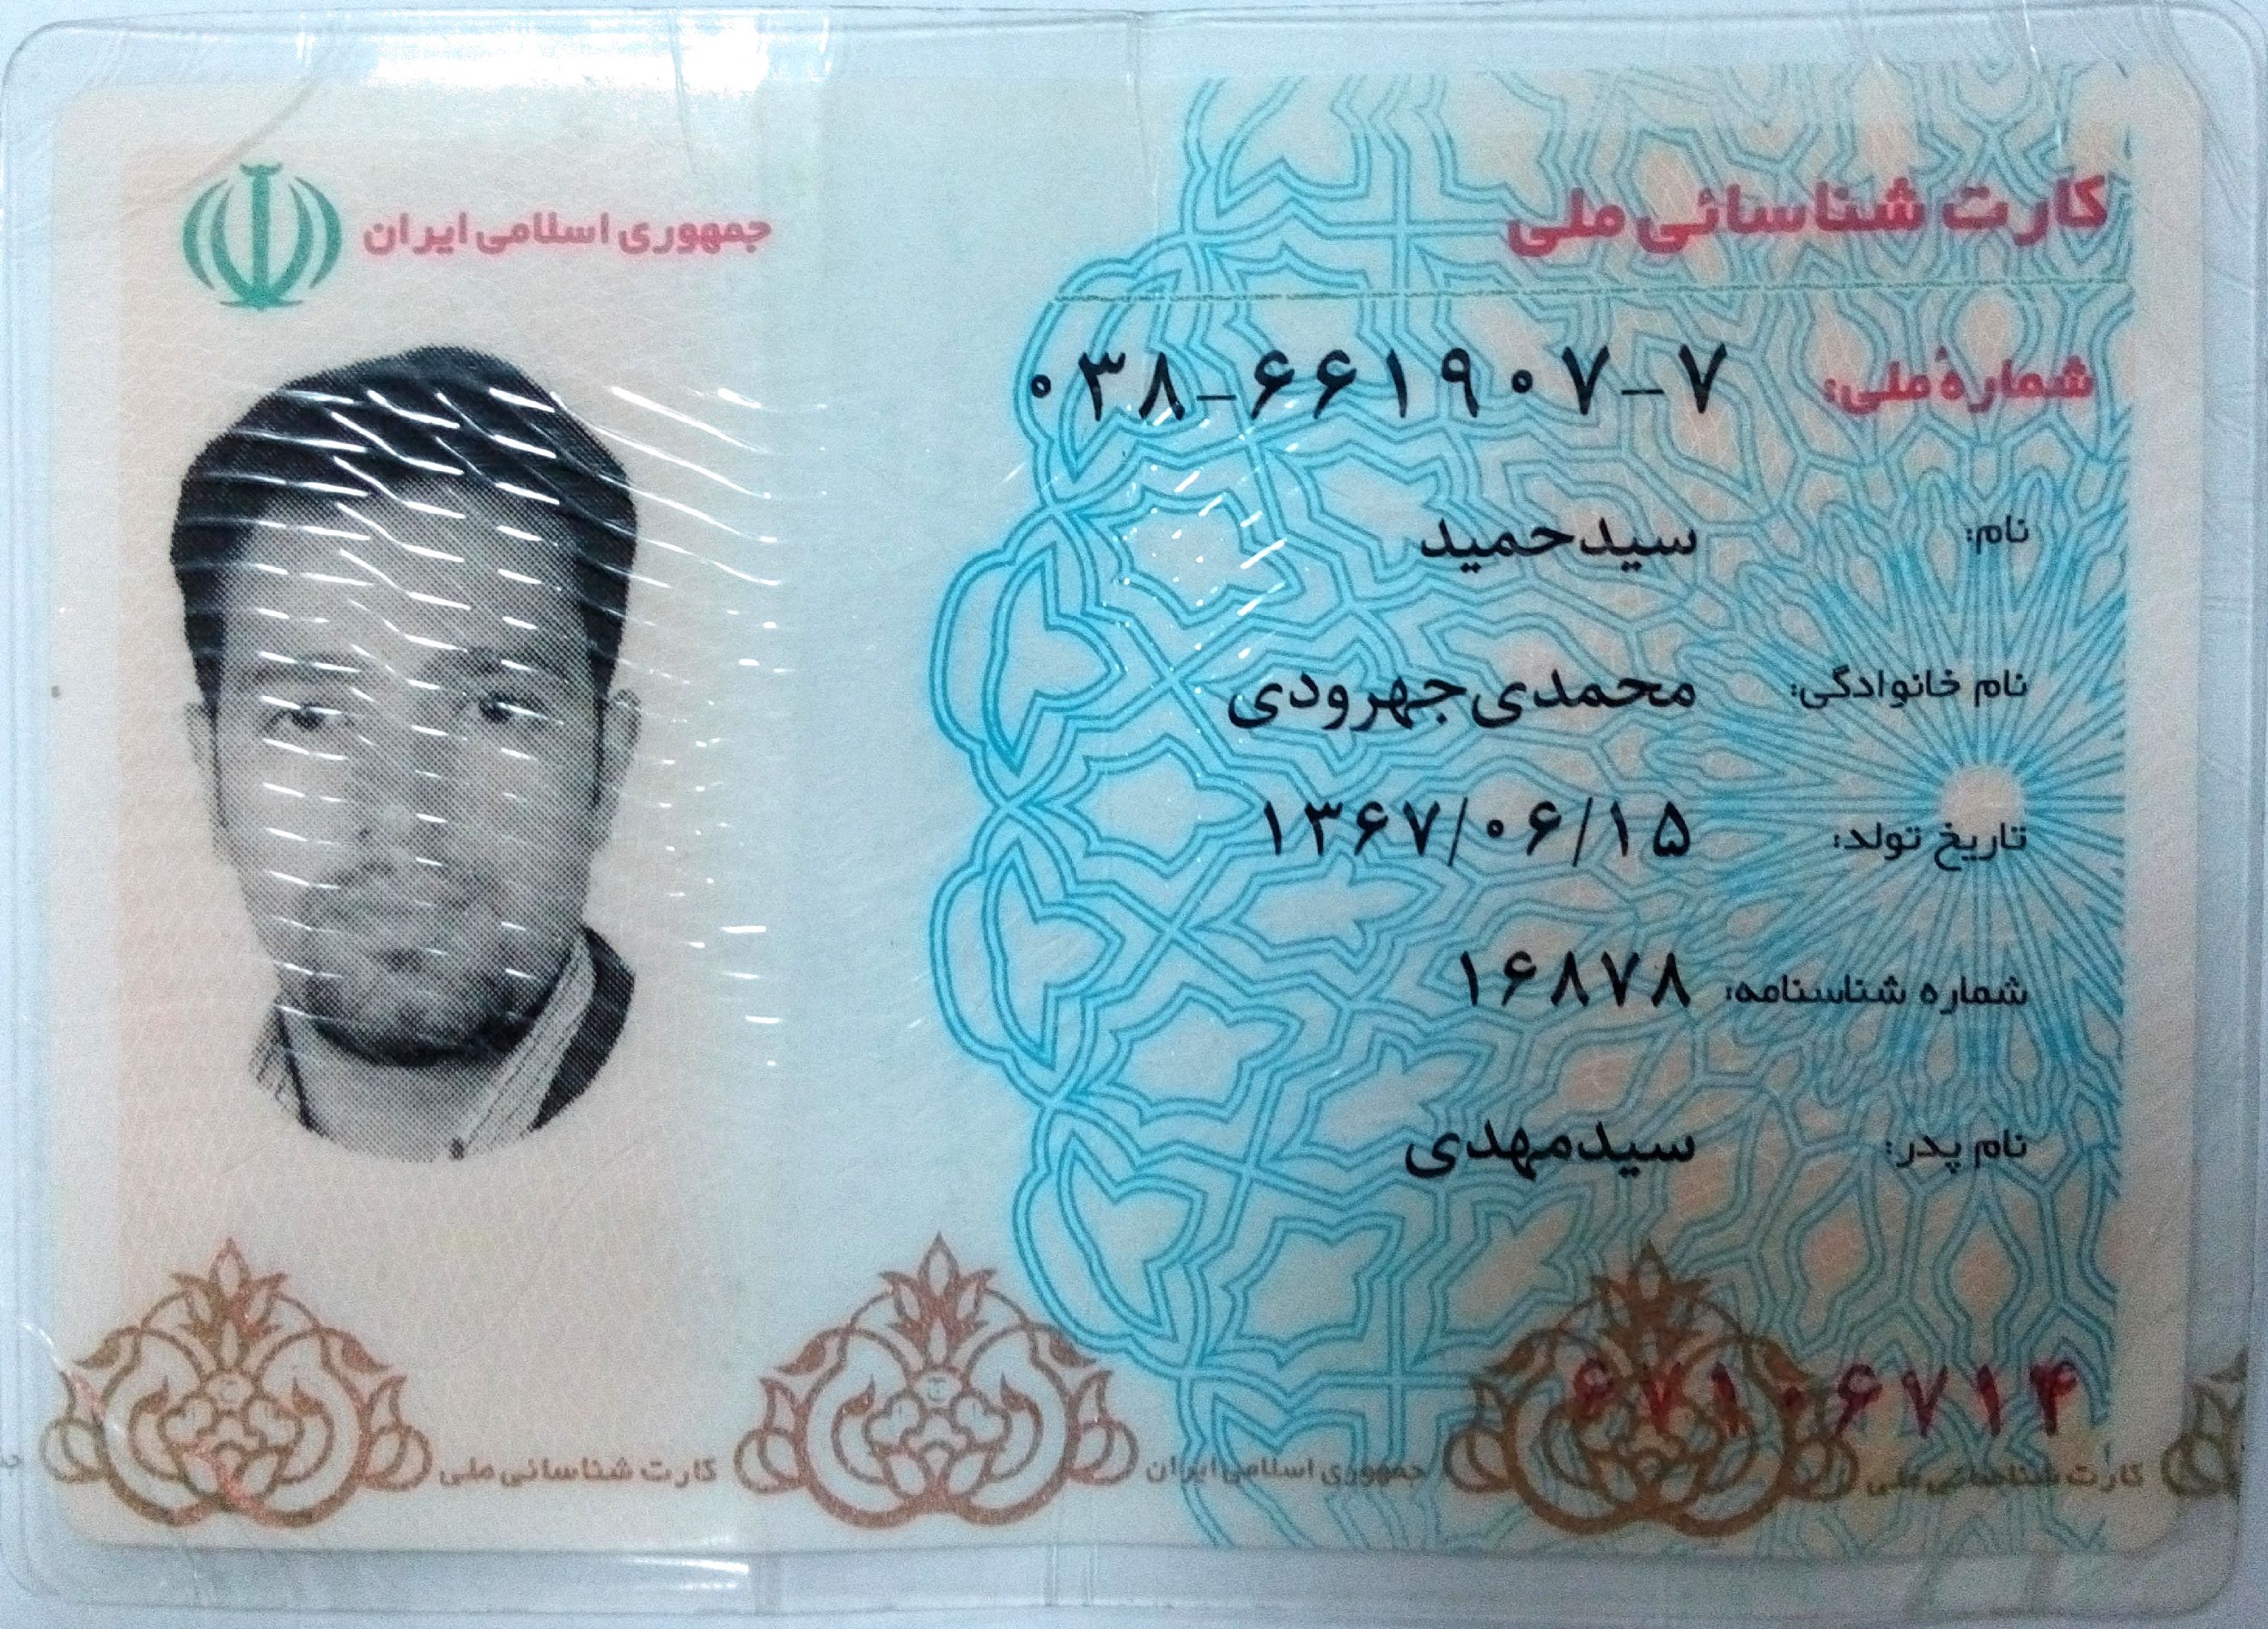 جمهوری اسلامی ایران
کارت شناسائی ملی
شمارهٔ ملی: ۰۳۸-۶۶۱۹۰۷-۷
نام: سیدحمید
نام خانوادگی: محمدی جهرودی
تاریخ تولد: ۱۳۶۷/۰۶/۱۵
شماره شناسنامه: ۱۶۸۷۸
نام پدر: سیدمهدی
۶۷۱۰۶۷۱۴
کارت شناسائی ملی جمهوری اسلامی ایران کارت شناسائی ملی